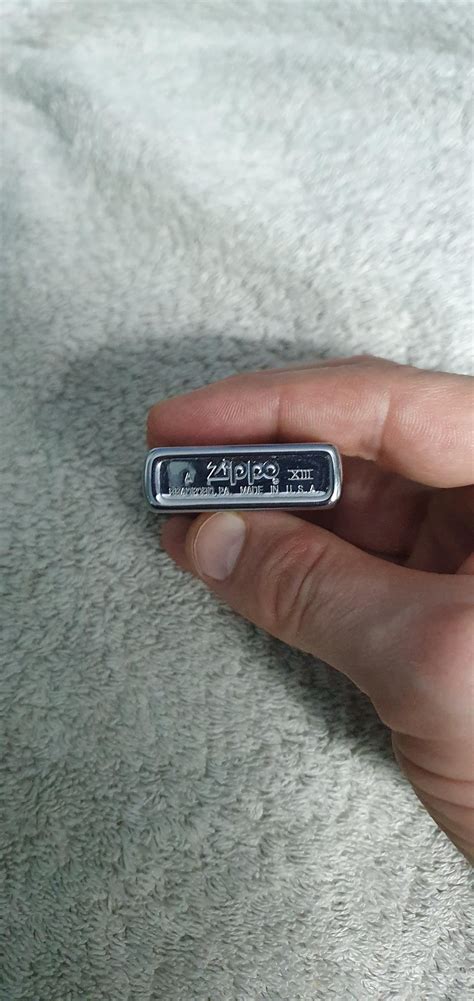 A Zippo XIII
BRADFORD, PA. MADE IN U.S.A.